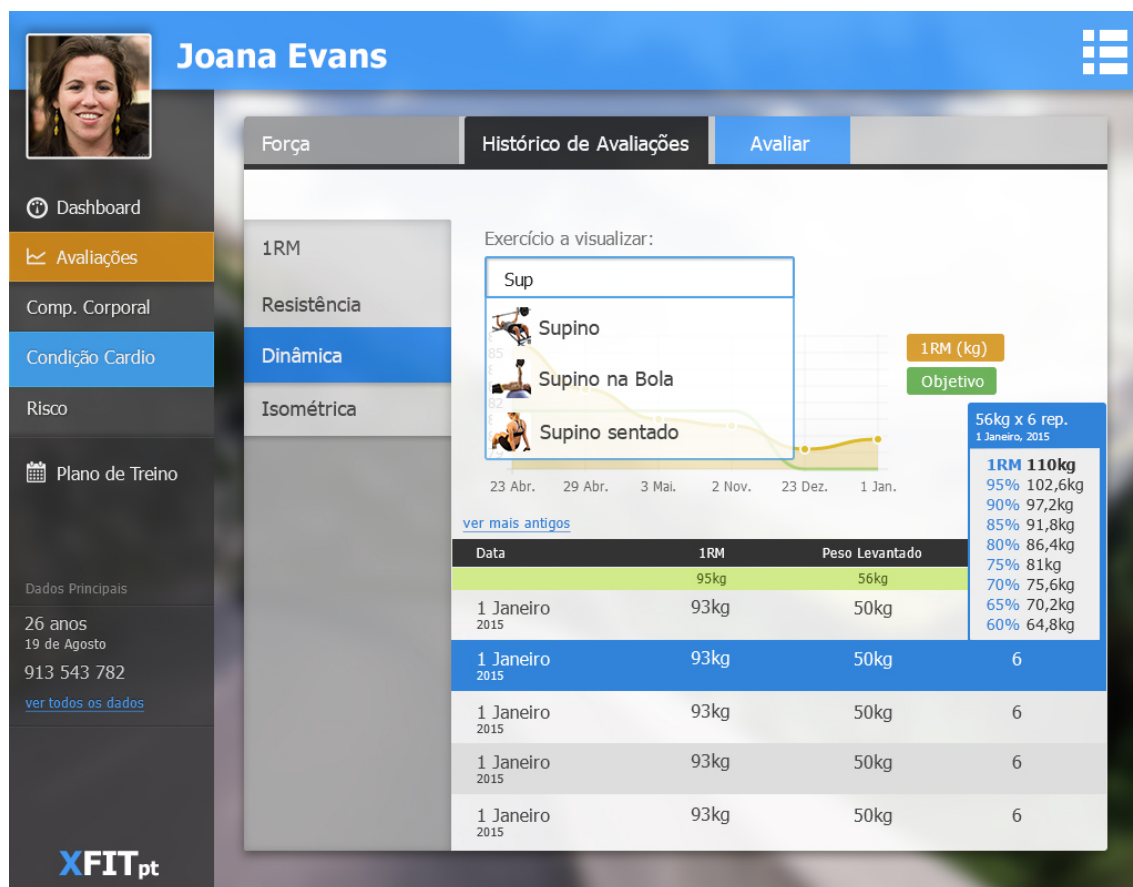 Joana Evans
Força
Histórico de Avaliações
Avaliar
Dashboard
Avaliações
Comp. Corporal
Condição Cardio
Risco
Plano de Treino
Dados Principais
26 anos
19 de Agosto
913 543 782
ver todos os dados
XFITpt
1RM
Resistência
Dinâmica
Isométrica
Exercício a visualizar:
Sup
Supino
Supino na Bola
Supino sentado
85
82
79
23 Abr. 29 Abr. 3 Mai. 2 Nov. 23 Dez. 1 Jan.
1RM (kg)
Objetivo
56kg x 6 rep.
1 Janeiro, 2015
1RM 110kg
95% 102,6kg
90% 97,2kg
85% 91,8kg
80% 86,4kg
75% 81kg
70% 75,6kg
65% 70,2kg
60% 64,8kg
ver mais antigos
Data 1RM Peso Levantado
95kg 56kg
1 Janeiro 93kg 50kg
2015
1 Janeiro 93kg 50kg 6
2015
1 Janeiro 93kg 50kg 6
2015
1 Janeiro 93kg 50kg 6
2015
1 Janeiro 93kg 50kg 6
2015